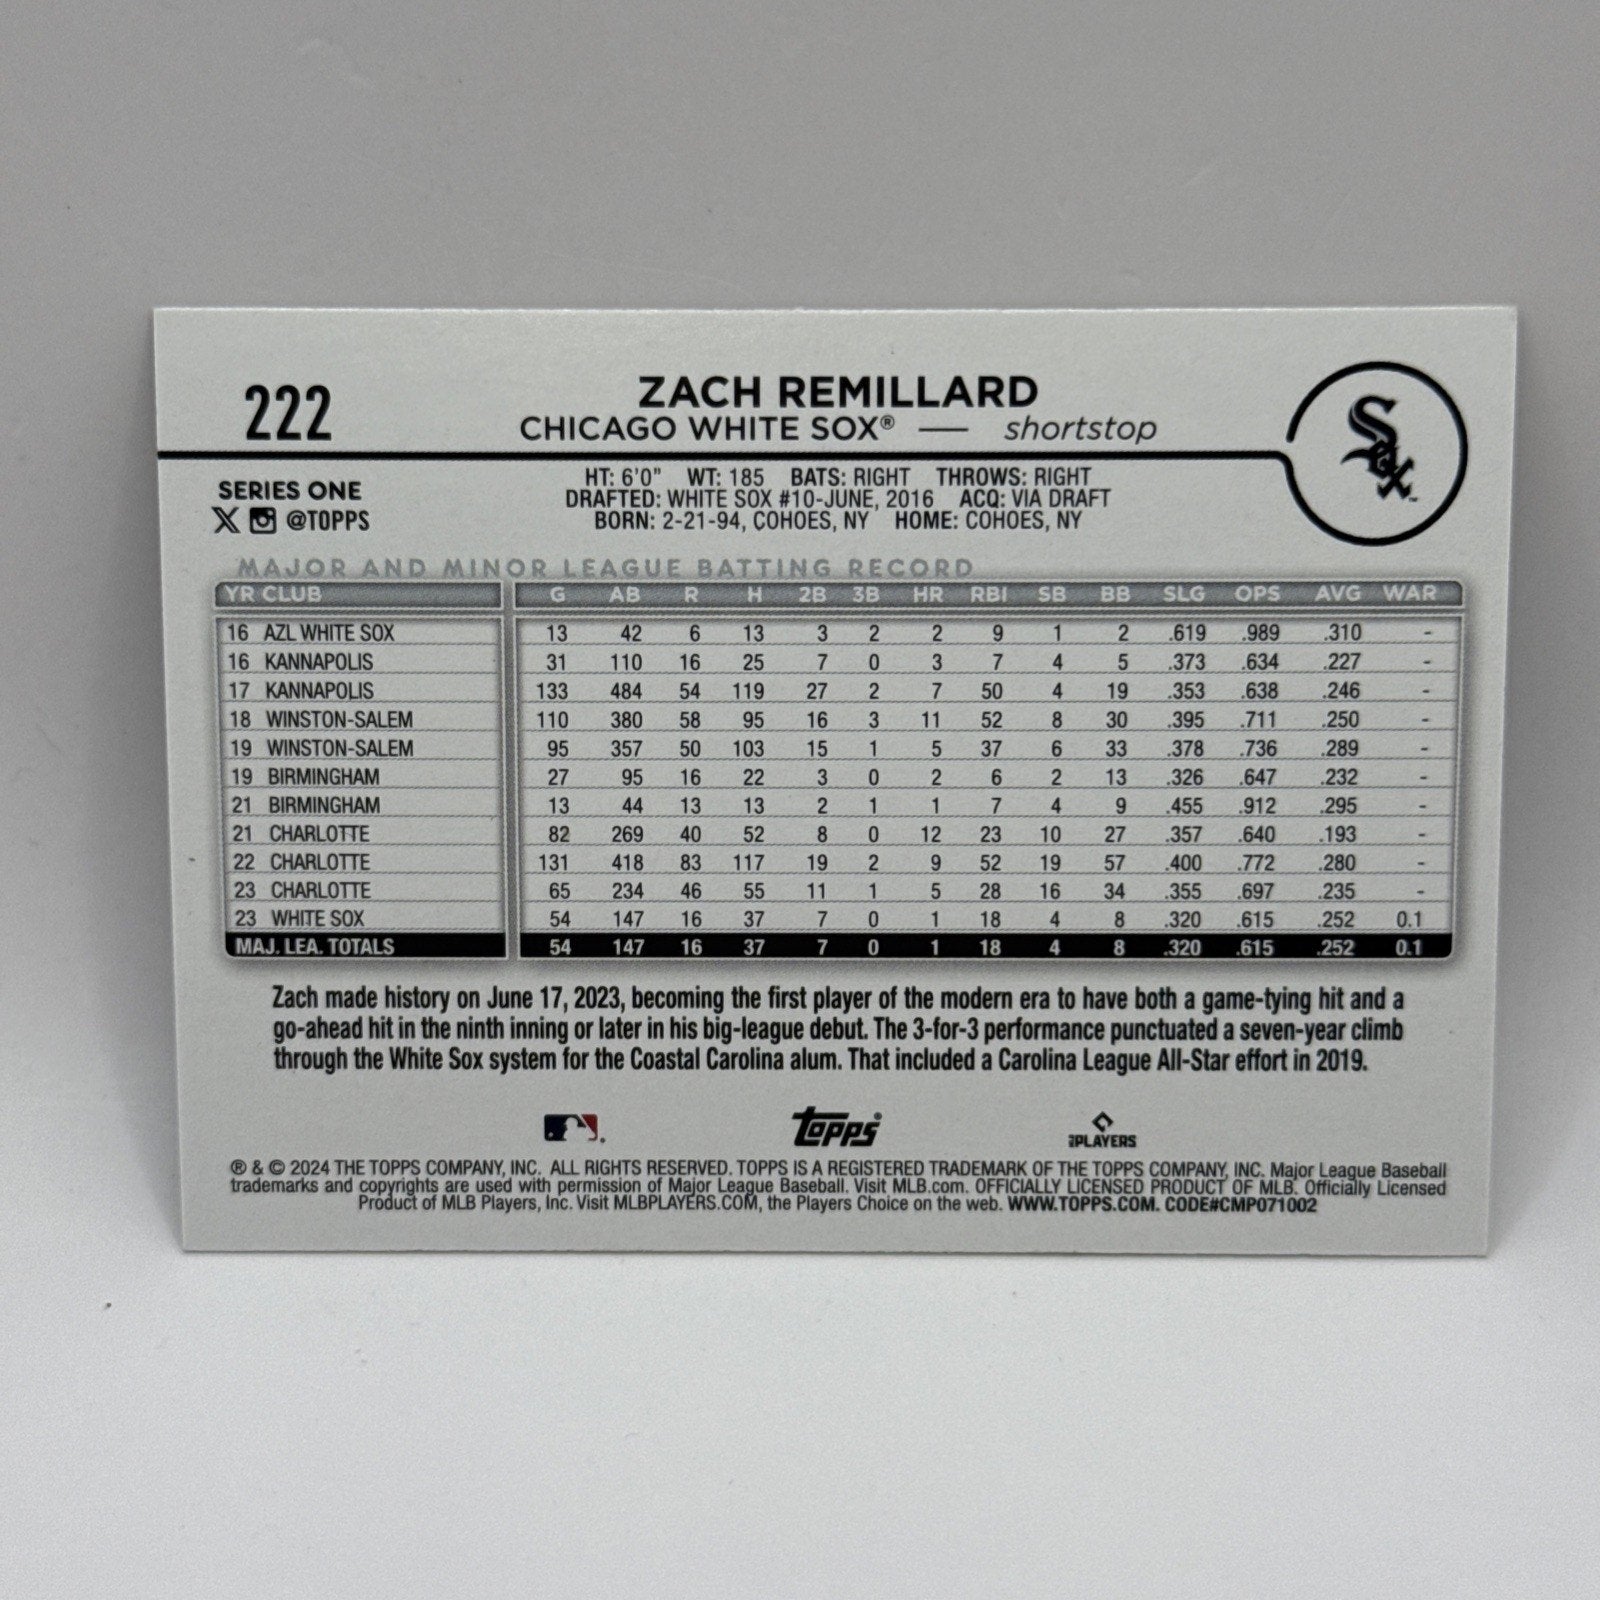 222
ZACH REMILLARD
CHICAGO WHITE SOX® — shortstop
Sox
SERIES ONE
@TOPPS
HT: 6'0" WT: 185 BATS: RIGHT THROWS: RIGHT
DRAFTED: WHITE SOX #10-JUNE, 2016 ACQ: VIA DRAFT
BORN: 2-21-94, COHOES, NY HOME: COHOES, NY
MAJOR AND MINOR LEAGUE BATTING RECORD
YR CLUB G AB R H 2B 3B HR RBI SB BB SLG OPS AVG WAR
16 AZL WHITE SOX 13 42 6 13 3 2 2 9 1 2 .619 .989 .310 -
16 KANNAPOLIS 31 110 16 25 7 0 3 7 4 5 .373 .634 .227 -
17 KANNAPOLIS 133 484 54 119 27 2 7 50 4 19 .353 .638 .246 -
18 WINSTON-SALEM 110 380 58 95 16 3 11 52 8 30 .395 .711 .250 -
19 WINSTON-SALEM 95 357 50 103 15 1 5 37 6 33 .378 .736 .289 -
19 BIRMINGHAM 27 95 16 22 3 0 2 6 2 13 .326 .647 .232 -
21 BIRMINGHAM 13 44 13 13 2 1 1 7 4 9 .455 .912 .295 -
21 CHARLOTTE 82 269 40 52 8 0 12 23 10 27 .357 .640 .193 -
22 CHARLOTTE 131 418 83 117 19 2 9 52 19 57 .400 .772 .280 -
23 CHARLOTTE 65 234 46 55 11 1 5 28 16 34 .355 .697 .235 -
23 WHITE SOX 54 147 16 37 7 0 1 18 4 8 .320 .615 .252 0.1
MAJ. LEA. TOTALS 54 147 16 37 7 0 1 18 4 8 .320 .615 .252 0.1
Zach made history on June 17, 2023, becoming the first player of the modern era to have both a game-tying hit and a
go-ahead hit in the ninth inning or later in his big-league debut. The 3-for-3 performance punctuated a seven-year climb
through the White Sox system for the Coastal Carolina alum. That included a Carolina League All-Star effort in 2019.
topps®
MLBPLAYERS
® & © 2024 THE TOPPS COMPANY, INC. ALL RIGHTS RESERVED. TOPPS IS A REGISTERED TRADEMARK OF THE TOPPS COMPANY, INC. Major League Baseball
trademarks and copyrights are used with permission of Major League Baseball. Visit MLB.com. OFFICIALLY LICENSED PRODUCT OF MLB. Officially Licensed
Product of MLB Players, Inc. Visit MLBPLAYERS.COM, the Players Choice on the web. WWW.TOPPS.COM. CODE#CMP071002